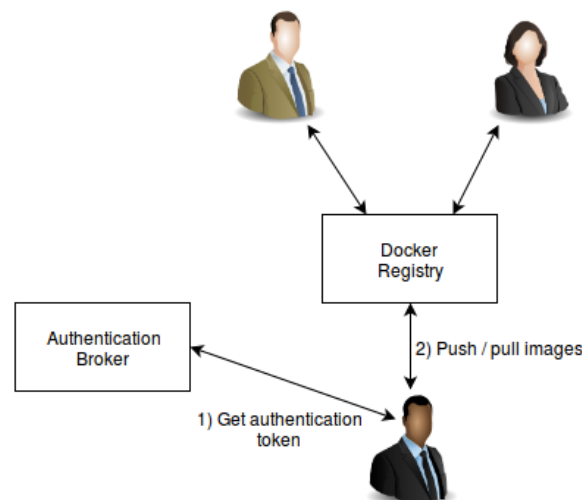 Docker
Registry
Authentication
Broker
2) Push / pull images
1) Get authentication
token